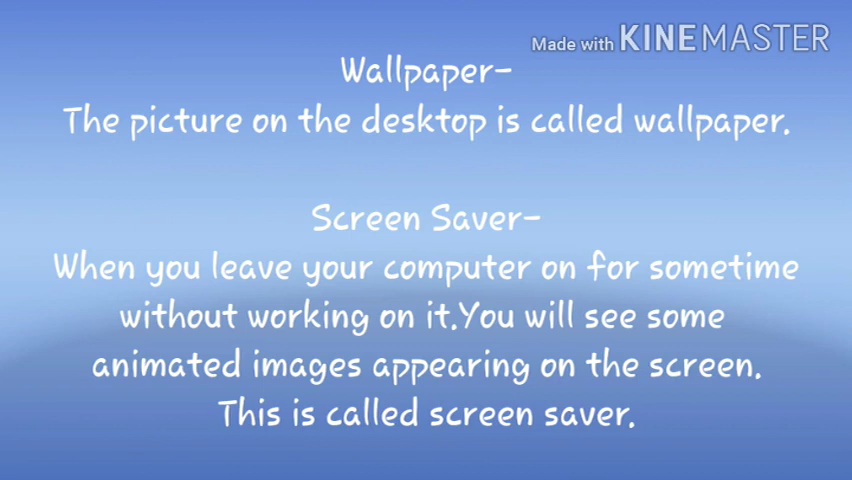 Made with KINEMASTER
Wallpaper-
The picture on the desktop is called wallpaper.
Screen Saver-
When you leave your computer on for sometime
without working on it.You will see some
animated images appearing on the screen.
This is called screen saver.